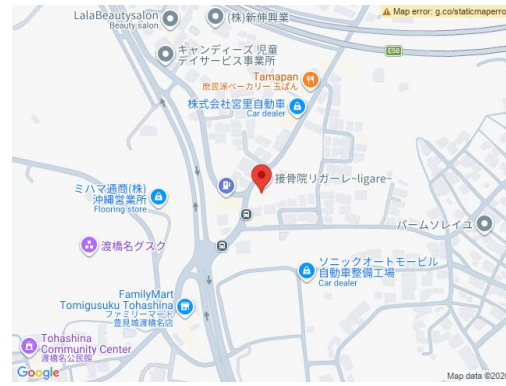 LalaBeautysalon
Beauty salon
(株)新伸興業
⚠ Map error: g.co/staticmaperro
キャンディーズ 児童
デイサービス事業所
E58
Tamapan
庶民派ベーカリー 玉ぱん
株式会社宮里自動車
Car dealer
接骨院リガーレ~ligare~
ミハマ通商(株)
沖縄営業所
Flooring store
パームソレイユ
渡橋名グスク
ソニックオートモービル
自動車整備工場
Car dealer
FamilyMart
Tomigusuku Tohashina
ファミリーマート
豊見城渡橋名店
Tohashina
Community Center
渡橋名公民館
Google
Map data ©2026